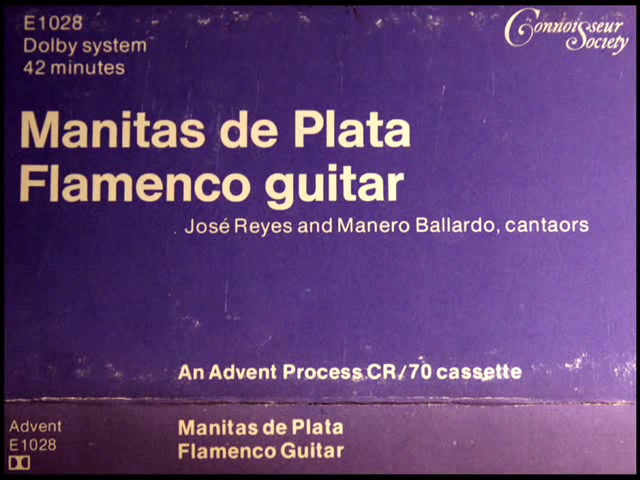 E1028
Dolby system
42 minutes
Connoisseur
Society
Manitas de Plata
Flamenco guitar
José Reyes and Manero Ballardo, cantaors
An Advent Process CR/70 cassette
Advent
E1028
Manitas de Plata
Flamenco Guitar